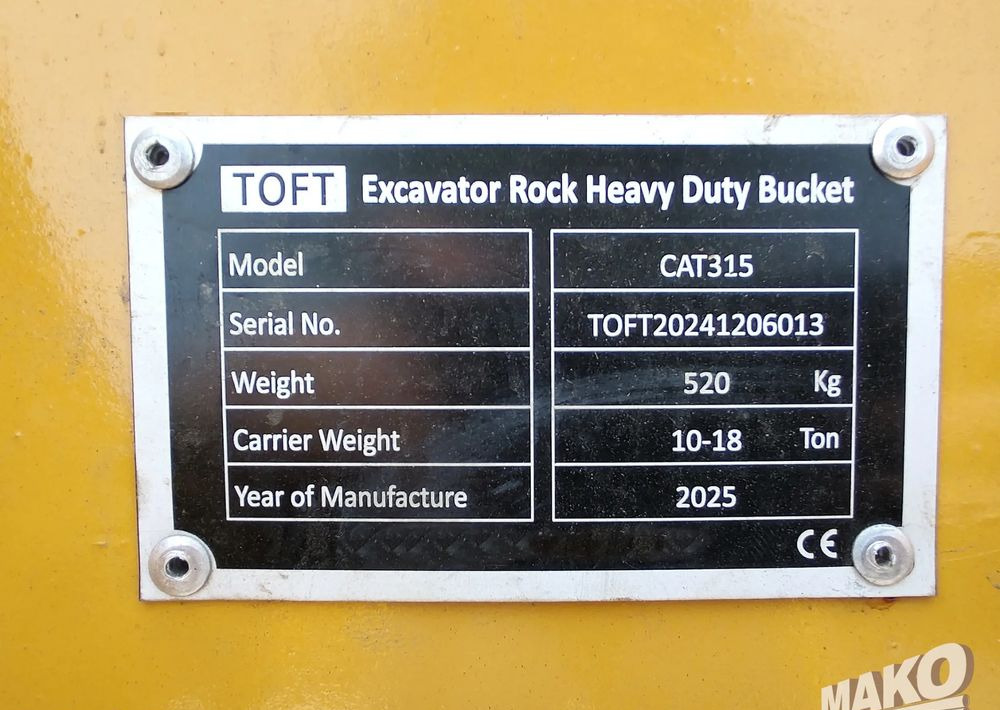 TOFT Excavator Rock Heavy Duty Bucket
Model CAT315
Serial No. TOFT20241206013
Weight 520 Kg
Carrier Weight 10-18 Ton
Year of Manufacture 2025
CE
MAKO